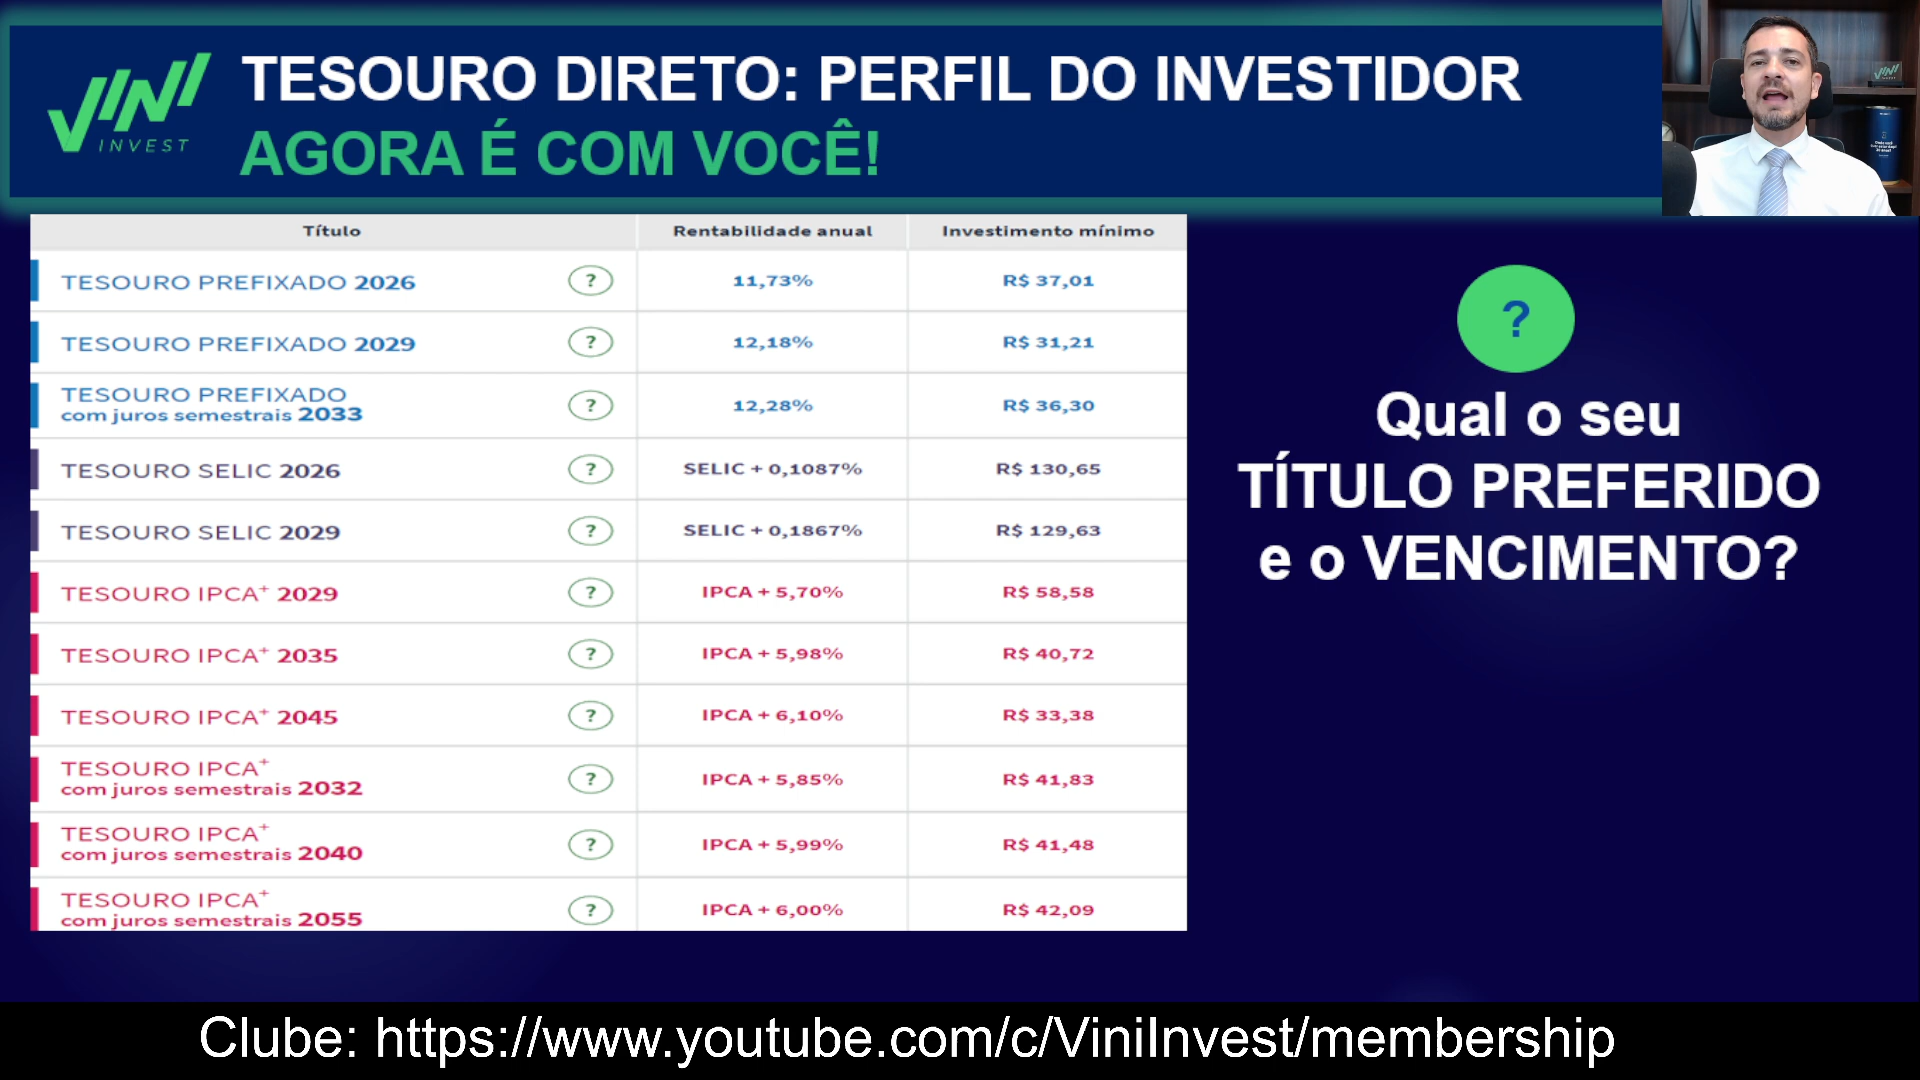 VINI
INVEST
TESOURO DIRETO: PERFIL DO INVESTIDOR
AGORA É COM VOCÊ!
Título Rentabilidade anual Investimento mínimo
TESOURO PREFIXADO 2026 ? 11,73% R$ 37,01
TESOURO PREFIXADO 2029 ? 12,18% R$ 31,21
TESOURO PREFIXADO
com juros semestrais 2033 ? 12,28% R$ 36,30
TESOURO SELIC 2026 ? SELIC + 0,1087% R$ 130,65
TESOURO SELIC 2029 ? SELIC + 0,1867% R$ 129,63
TESOURO IPCA+ 2029 ? IPCA + 5,70% R$ 58,58
TESOURO IPCA+ 2035 ? IPCA + 5,98% R$ 40,72
TESOURO IPCA+ 2045 ? IPCA + 6,10% R$ 33,38
TESOURO IPCA+
com juros semestrais 2032 ? IPCA + 5,85% R$ 41,83
TESOURO IPCA+
com juros semestrais 2040 ? IPCA + 5,99% R$ 41,48
TESOURO IPCA+
com juros semestrais 2055 ? IPCA + 6,00% R$ 42,09
?
Qual o seu
TÍTULO PREFERIDO
e o VENCIMENTO?
Clube: https://www.youtube.com/c/ViniInvest/membership